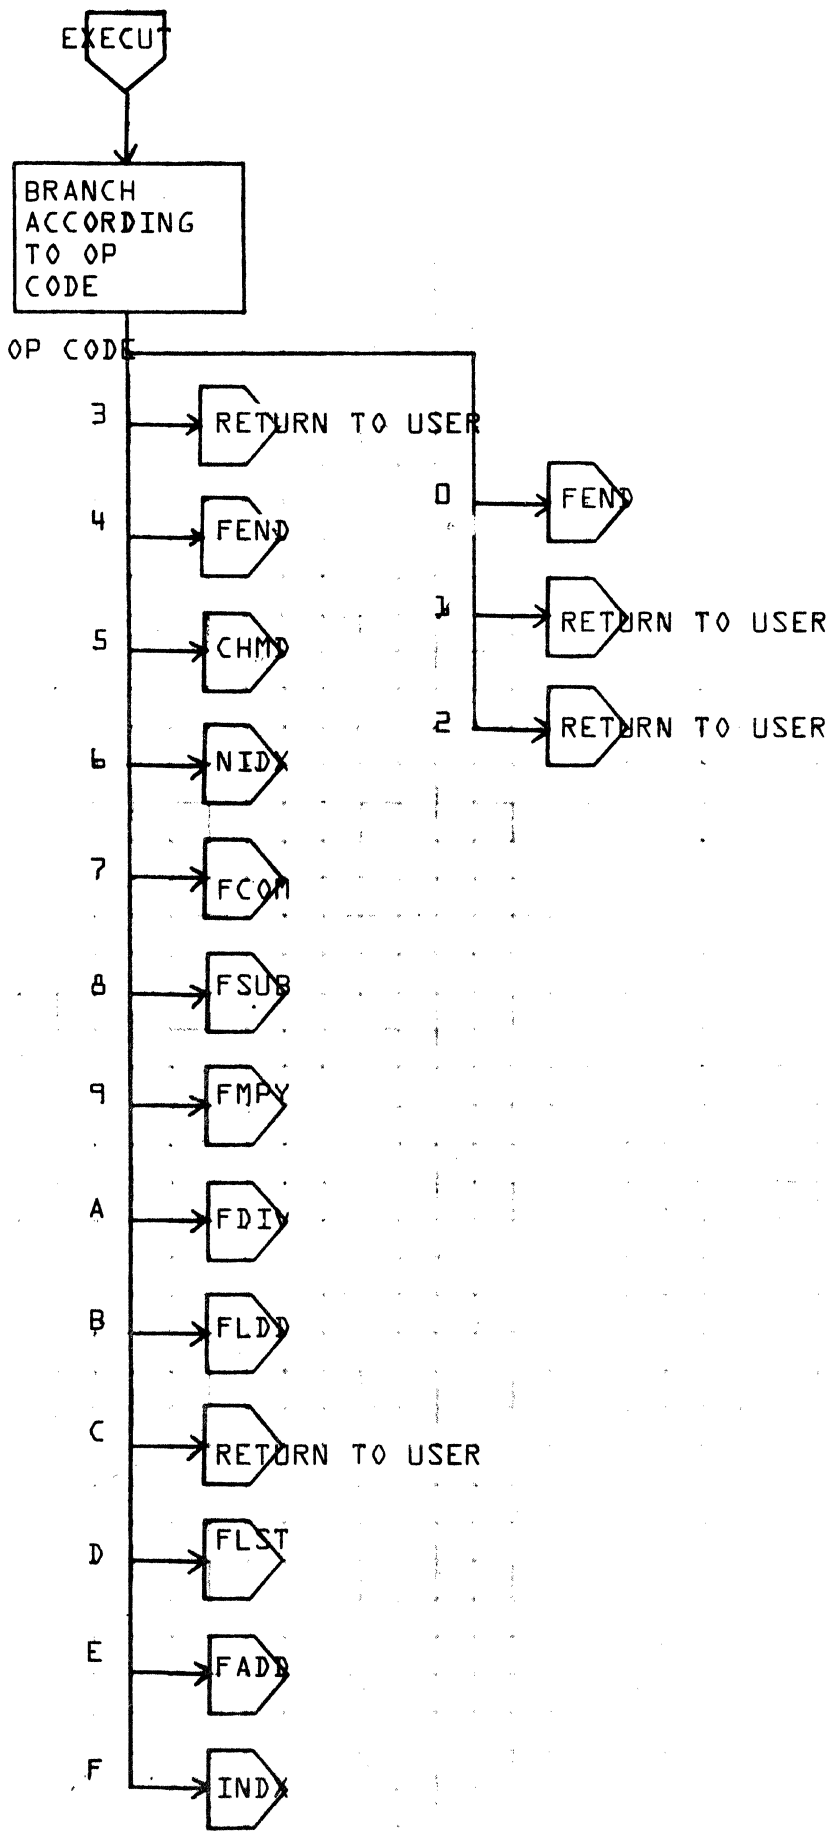 EXECUT
BRANCH
ACCORDING
TO OP
CODE
OP CODE
3 RETURN TO USER
4 FEND
5 CHMD
6 NIDX
7 FCOM
8 FSUB
9 FMPY
A FDIV
B FLDD
C RETURN TO USER
D FLST
E FADD
F INDX
0 FEND
1 RETURN TO USER
2 RETURN TO USER